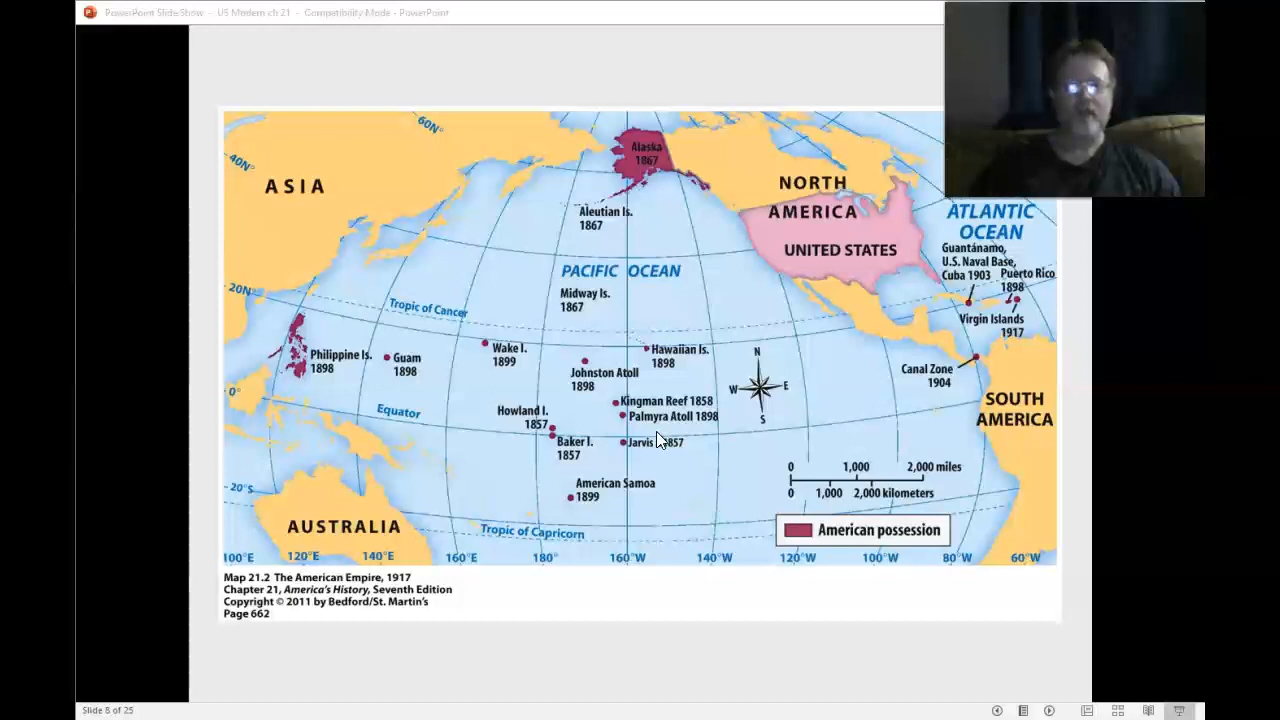 PowerPoint Slide Show - US Modern ch 21 - Compatibility Mode - PowerPoint
60N°
40N°
ASIA
Alaska
1867
NORTH
AMERICA
UNITED STATES
Aleutian Is.
1867
ATLANTIC
OCEAN
Guantánamo,
U.S. Naval Base,
Cuba 1903
Puerto Rico
1898
PACIFIC OCEAN
Midway Is.
1867
20N°
Tropic of Cancer
Virgin Islands
1917
Philippine Is.
1898
Guam
1898
Wake I.
1899
Johnston Atoll
1898
Hawaiian Is.
1898
N
W E
S
Canal Zone
1904
0°
Equator
Kingman Reef 1858
Palmyra Atoll 1898
Howland I.
1857
Baker I.
1857
Jarvis 857
SOUTH
AMERICA
American Samoa
1899
0 1,000 2,000 miles
0 1,000 2,000 kilometers
20°S
AUSTRALIA
Tropic of Capricorn
American possession
100°E 120°E 140°E 160°E 180° 160°W 140°W 120°W 100°W 80°W 60°W
Map 21.2 The American Empire, 1917
Chapter 21, America's History, Seventh Edition
Copyright © 2011 by Bedford/St. Martin's
Page 662
Slide 8 of 25